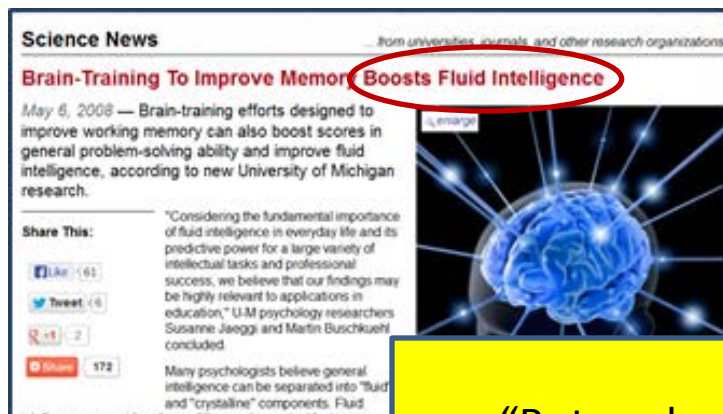 Science News
... from universities, journals, and other research organizations
Brain-Training To Improve Memory Boosts Fluid Intelligence
May 6, 2008 — Brain-training efforts designed to
improve working memory can also boost scores in
general problem-solving ability and improve fluid
intelligence, according to new University of Michigan
research.
enlarge
Share This:
Like 61
Tweet 6
+1 2
Share 172
"Considering the fundamental importance
of fluid intelligence in everyday life and its
predictive power for a large variety of
intellectual tasks and professional
success, we believe that our findings may
be highly relevant to applications in
education," U-M psychology researchers
Susanne Jaeggi and Martin Buschkuehl
concluded.
Many psychologists believe general
intelligence can be separated into "fluid"
and "crystalline" components. Fluid